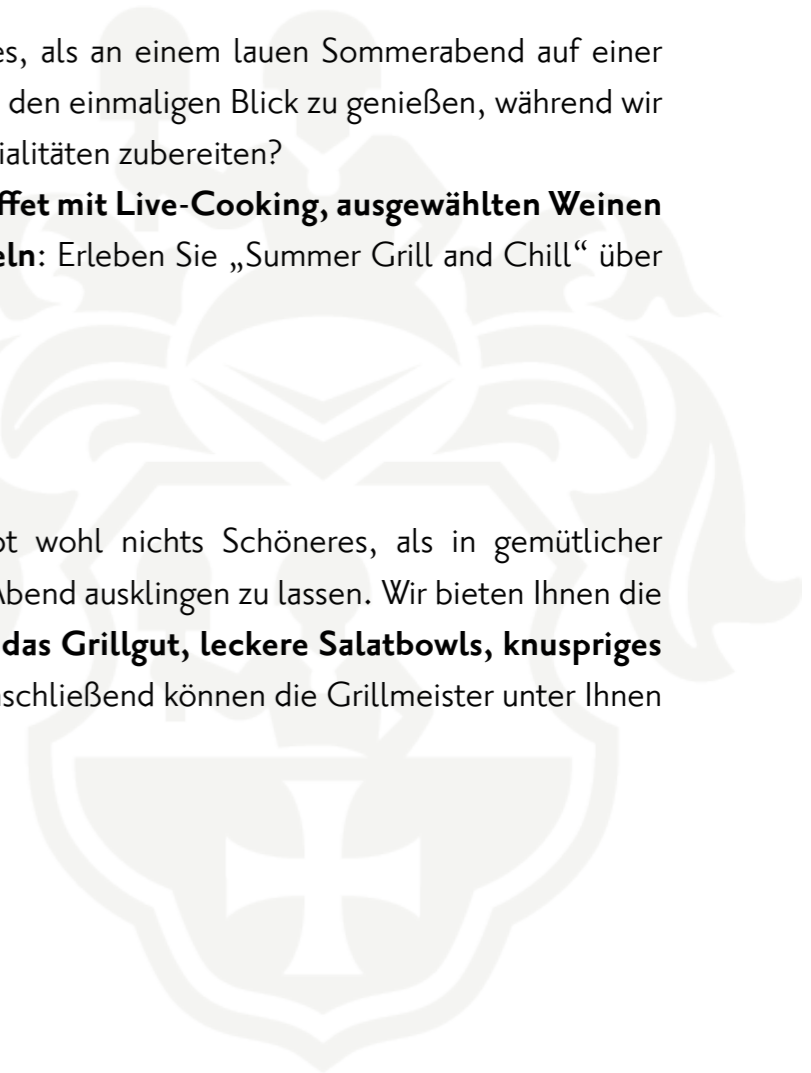 es, als an einem lauen Sommerabend auf einer
den einmaligen Blick zu genießen, während wir
ialitäten zubereiten?
ffet mit Live-Cooking, ausgewählten Weinen
eln: Erleben Sie „Summer Grill and Chill“ über
bt wohl nichts Schöneres, als in gemütlicher
Abend ausklingen zu lassen. Wir bieten Ihnen die
das Grillgut, leckere Salatbowls, knuspriges
nschließend können die Grillmeister unter Ihnen